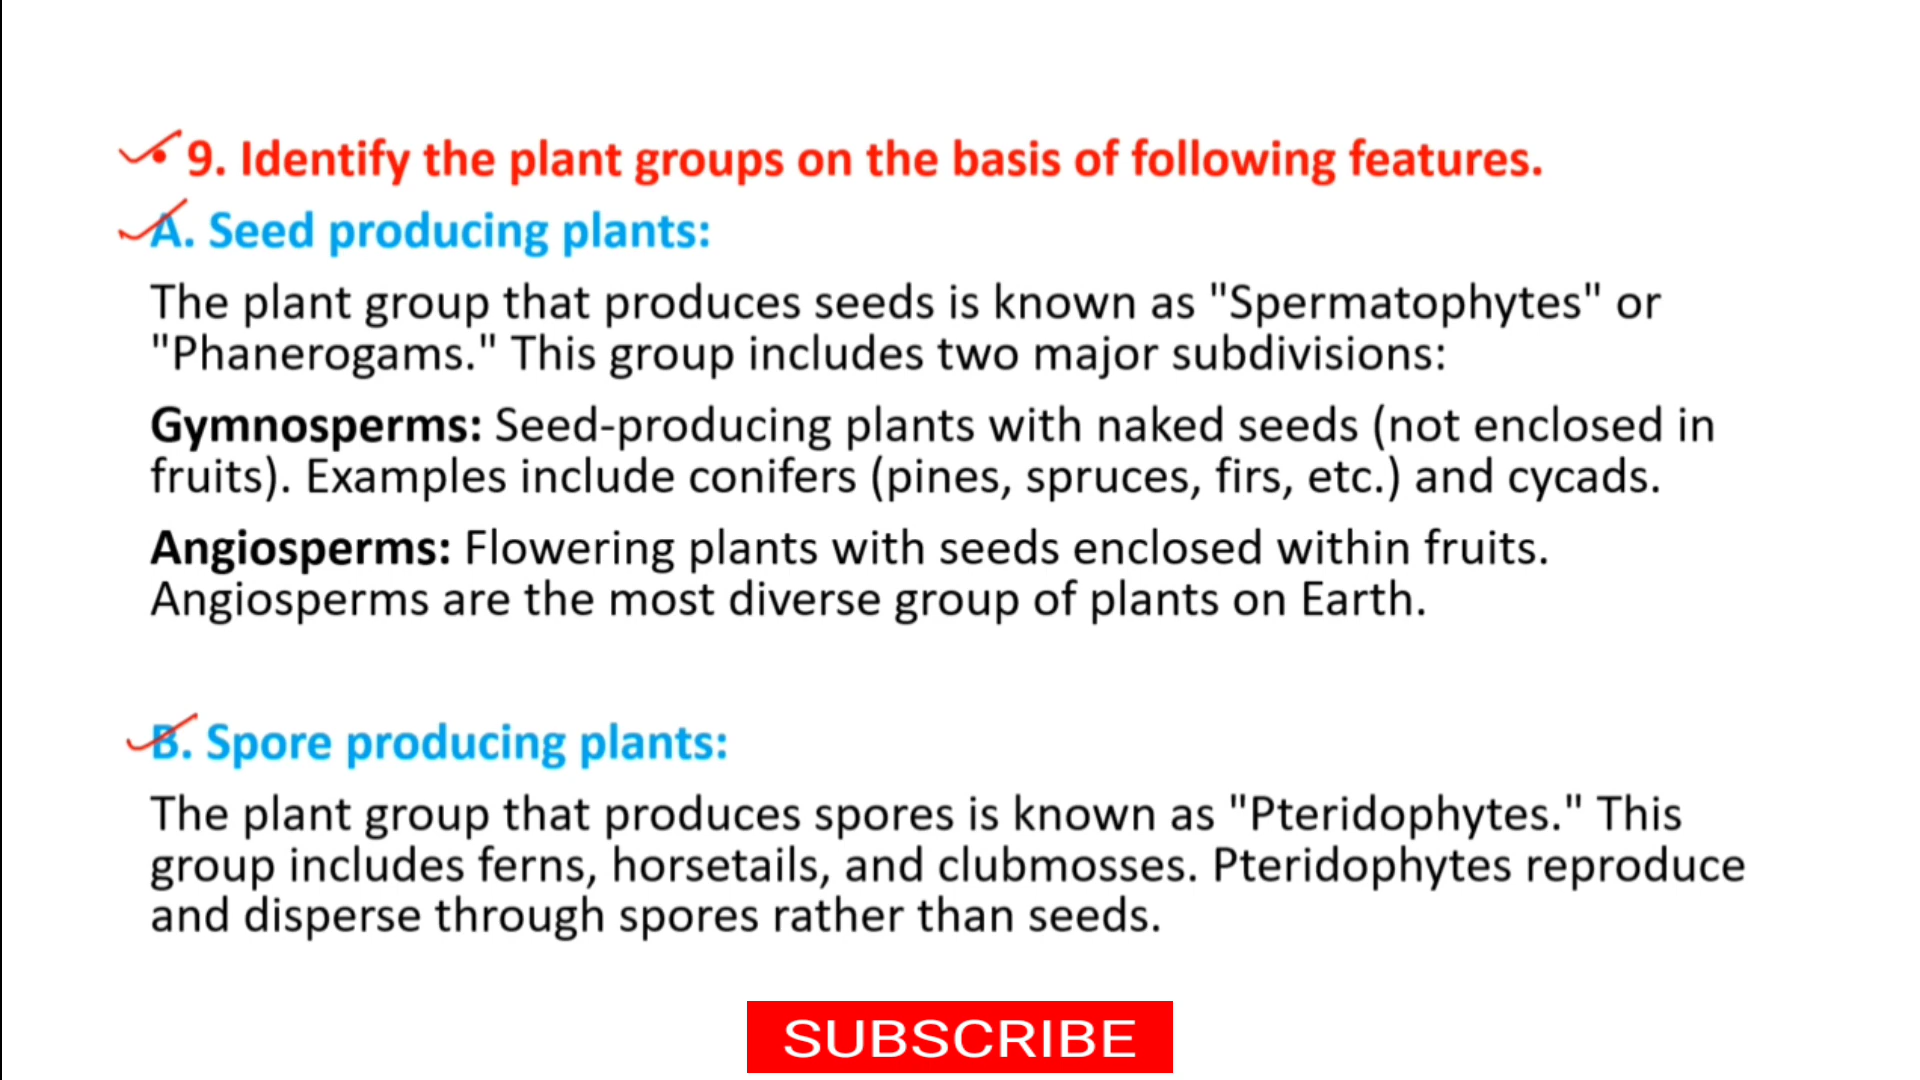 • 9. Identify the plant groups on the basis of following features.
A. Seed producing plants:
The plant group that produces seeds is known as "Spermatophytes" or
"Phanerogams." This group includes two major subdivisions:
Gymnosperms: Seed-producing plants with naked seeds (not enclosed in
fruits). Examples include conifers (pines, spruces, firs, etc.) and cycads.
Angiosperms: Flowering plants with seeds enclosed within fruits.
Angiosperms are the most diverse group of plants on Earth.
B. Spore producing plants:
The plant group that produces spores is known as "Pteridophytes." This
group includes ferns, horsetails, and clubmosses. Pteridophytes reproduce
and disperse through spores rather than seeds.
SUBSCRIBE